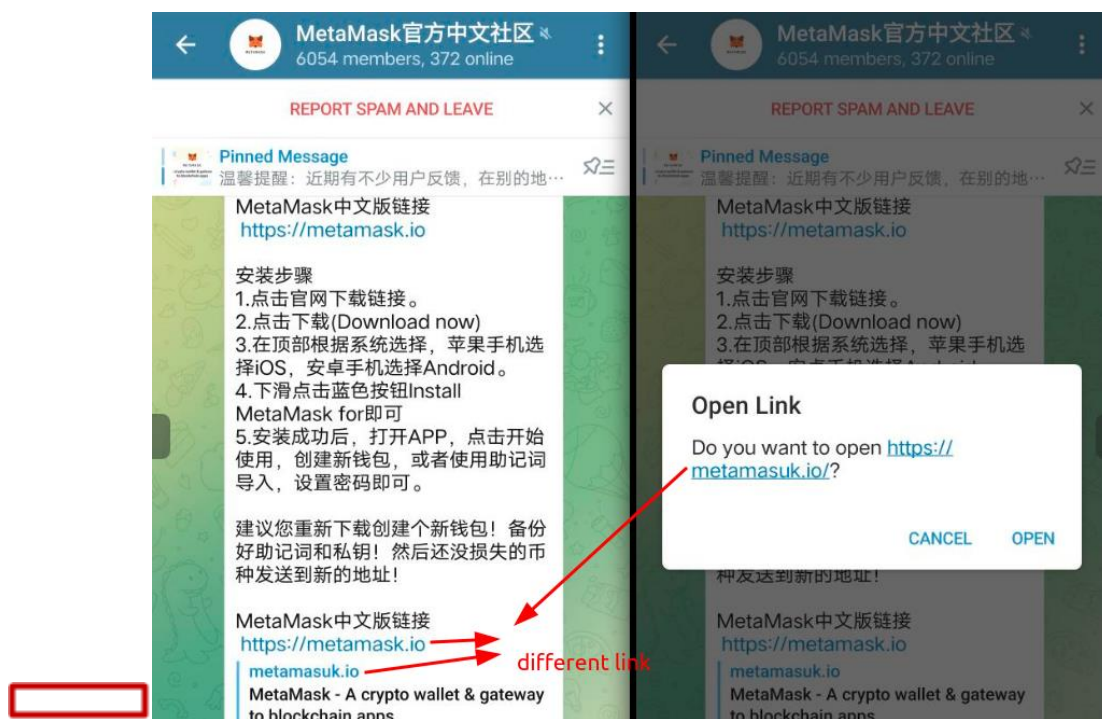 MetaMask官方中文社区
6054 members, 372 online
REPORT SPAM AND LEAVE
Pinned Message
温馨提醒：近期有不少用户反馈，在别的地…
MetaMask中文版链接
https://metamask.io
安装步骤
1.点击官网下载链接。
2.点击下载(Download now)
3.在顶部根据系统选择，苹果手机选
择iOS，安卓手机选择Android。
4.下滑点击蓝色按钮Install
MetaMask for即可
5.安装成功后，打开APP，点击开始
使用，创建新钱包，或者使用助记词
导入，设置密码即可。
建议您重新下载创建个新钱包！备份
好助记词和私钥！然后还没损失的币
种发送到新的地址！
MetaMask中文版链接
https://metamask.io
metamasuk.io
MetaMask - A crypto wallet & gateway
to blockchain apps
different link
MetaMask官方中文社区
6054 members, 372 online
REPORT SPAM AND LEAVE
Pinned Message
温馨提醒：近期有不少用户反馈，在别的地…
MetaMask中文版链接
https://metamask.io
安装步骤
1.点击官网下载链接。
2.点击下载(Download now)
3.在顶部根据系统选择，苹果手机选
Open Link
Do you want to open https://
metamasuk.io/?
CANCEL OPEN
种发送到新的地址！
MetaMask中文版链接
https://metamask.io
metamasuk.io
MetaMask - A crypto wallet & gateway
to blockchain apps